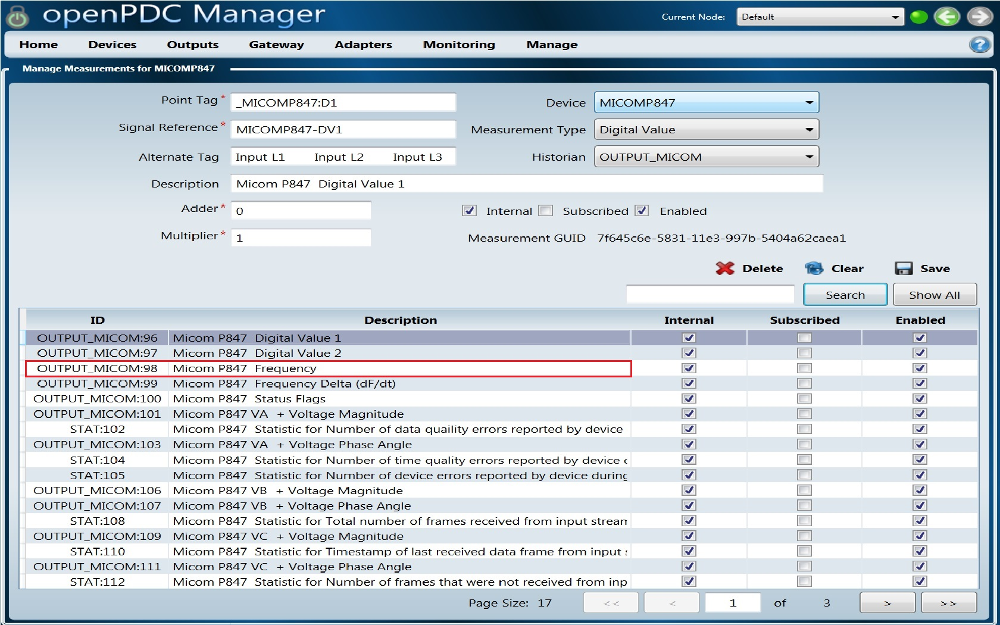 openPDC Manager
Current Node: Default
Home Devices Outputs Gateway Adapters Monitoring Manage
Manage Measurements for MICOMP847
Point Tag * _MICOMP847:D1 Device MICOMP847
Signal Reference * MICOMP847-DV1 Measurement Type Digital Value
Alternate Tag Input L1 Input L2 Input L3 Historian OUTPUT_MICOM
Description Micom P847 Digital Value 1
Adder * 0 Internal Subscribed Enabled
Multiplier * 1 Measurement GUID 7f645c6e-5831-11e3-997b-5404a62caea1
Delete Clear Save
Search Show All
ID Description Internal Subscribed Enabled
OUTPUT_MICOM:96 Micom P847 Digital Value 1
OUTPUT_MICOM:97 Micom P847 Digital Value 2
OUTPUT_MICOM:98 Micom P847 Frequency
OUTPUT_MICOM:99 Micom P847 Frequency Delta (dF/dt)
OUTPUT_MICOM:100 Micom P847 Status Flags
OUTPUT_MICOM:101 Micom P847 VA + Voltage Magnitude
STAT:102 Micom P847 Statistic for Number of data quaility errors reported by device
OUTPUT_MICOM:103 Micom P847 VA + Voltage Phase Angle
STAT:104 Micom P847 Statistic for Number of time quality errors reported by device
STAT:105 Micom P847 Statistic for Number of device errors reported by device during
OUTPUT_MICOM:106 Micom P847 VB + Voltage Magnitude
OUTPUT_MICOM:107 Micom P847 VB + Voltage Phase Angle
STAT:108 Micom P847 Statistic for Total number of frames received from input stream
OUTPUT_MICOM:109 Micom P847 VC + Voltage Magnitude
STAT:110 Micom P847 Statistic for Timestamp of last received data frame from input
OUTPUT_MICOM:111 Micom P847 VC + Voltage Phase Angle
STAT:112 Micom P847 Statistic for Number of frames that were not received from inp
Page Size: 17 << < 1 of 3 > >>